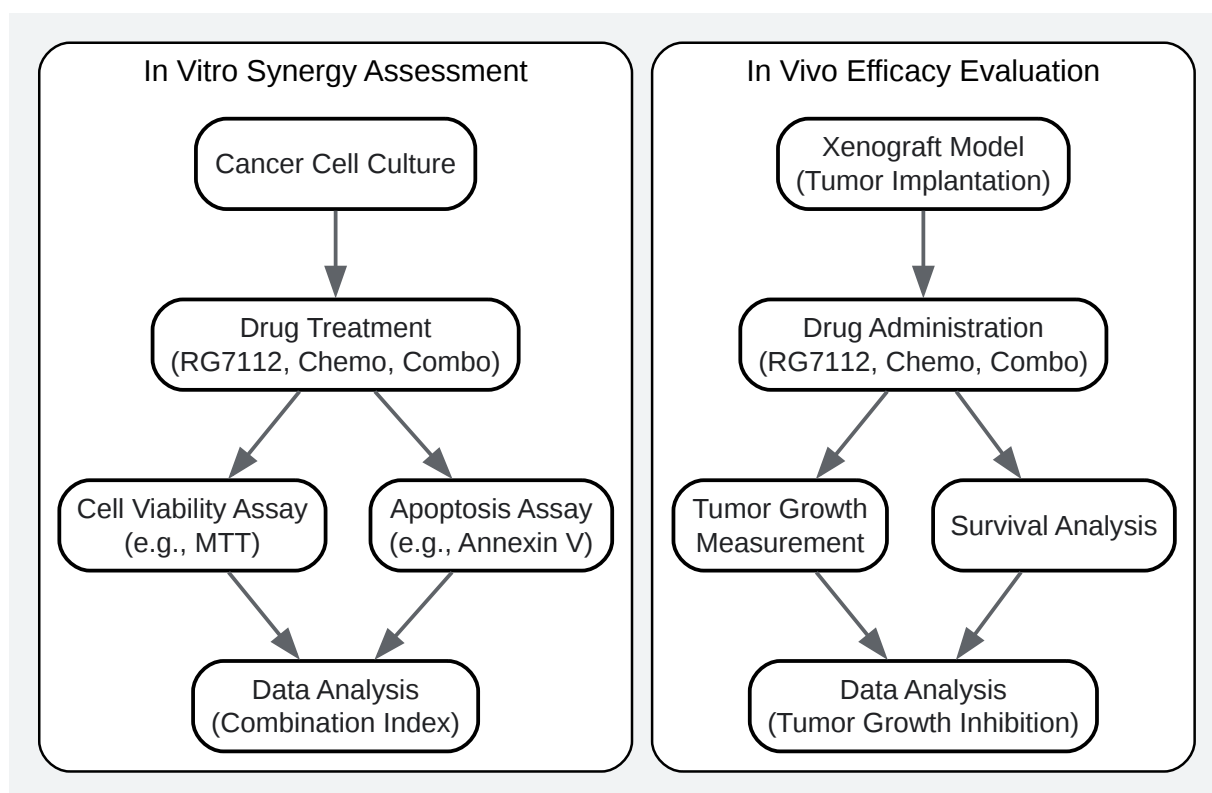 In Vitro Synergy Assessment
Cancer Cell Culture
Drug Treatment
(RG7112, Chemo, Combo)
Cell Viability Assay
(e.g., MTT)
Apoptosis Assay
(e.g., Annexin V)
Data Analysis
(Combination Index)
In Vivo Efficacy Evaluation
Xenograft Model
(Tumor Implantation)
Drug Administration
(RG7112, Chemo, Combo)
Tumor Growth
Measurement
Survival Analysis
Data Analysis
(Tumor Growth Inhibition)